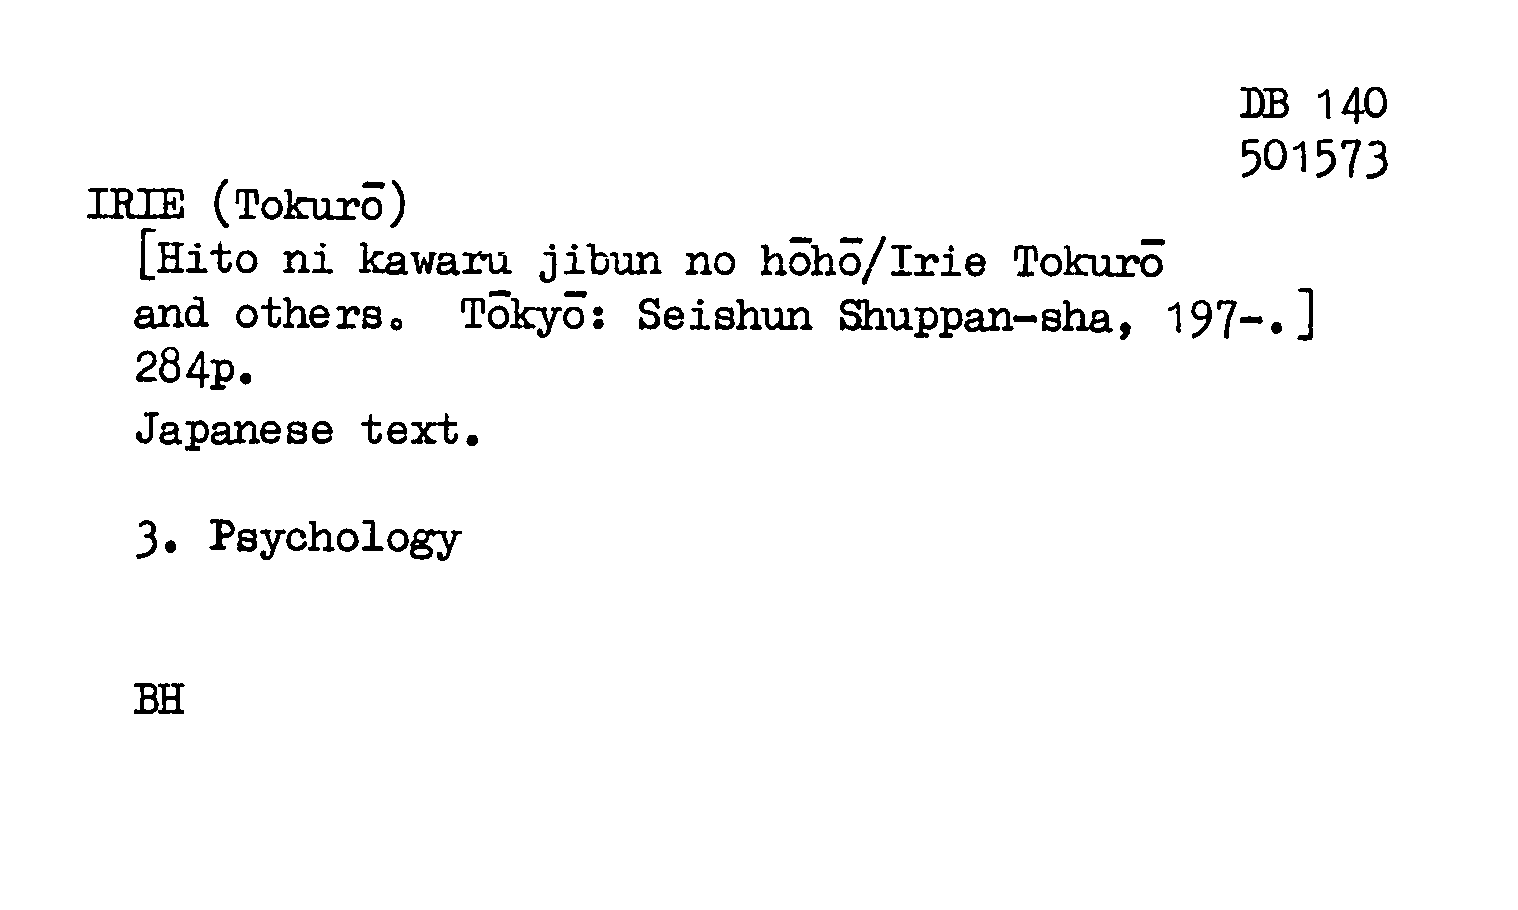 DB 140
501573
IRIE (Tokurō)
[Hito ni kawaru jibun no hōhō/Irie Tokurō
and others. Tōkyō: Seishun Shuppan-sha, 197-.]
284p.
Japanese text.
3. Psychology
BH